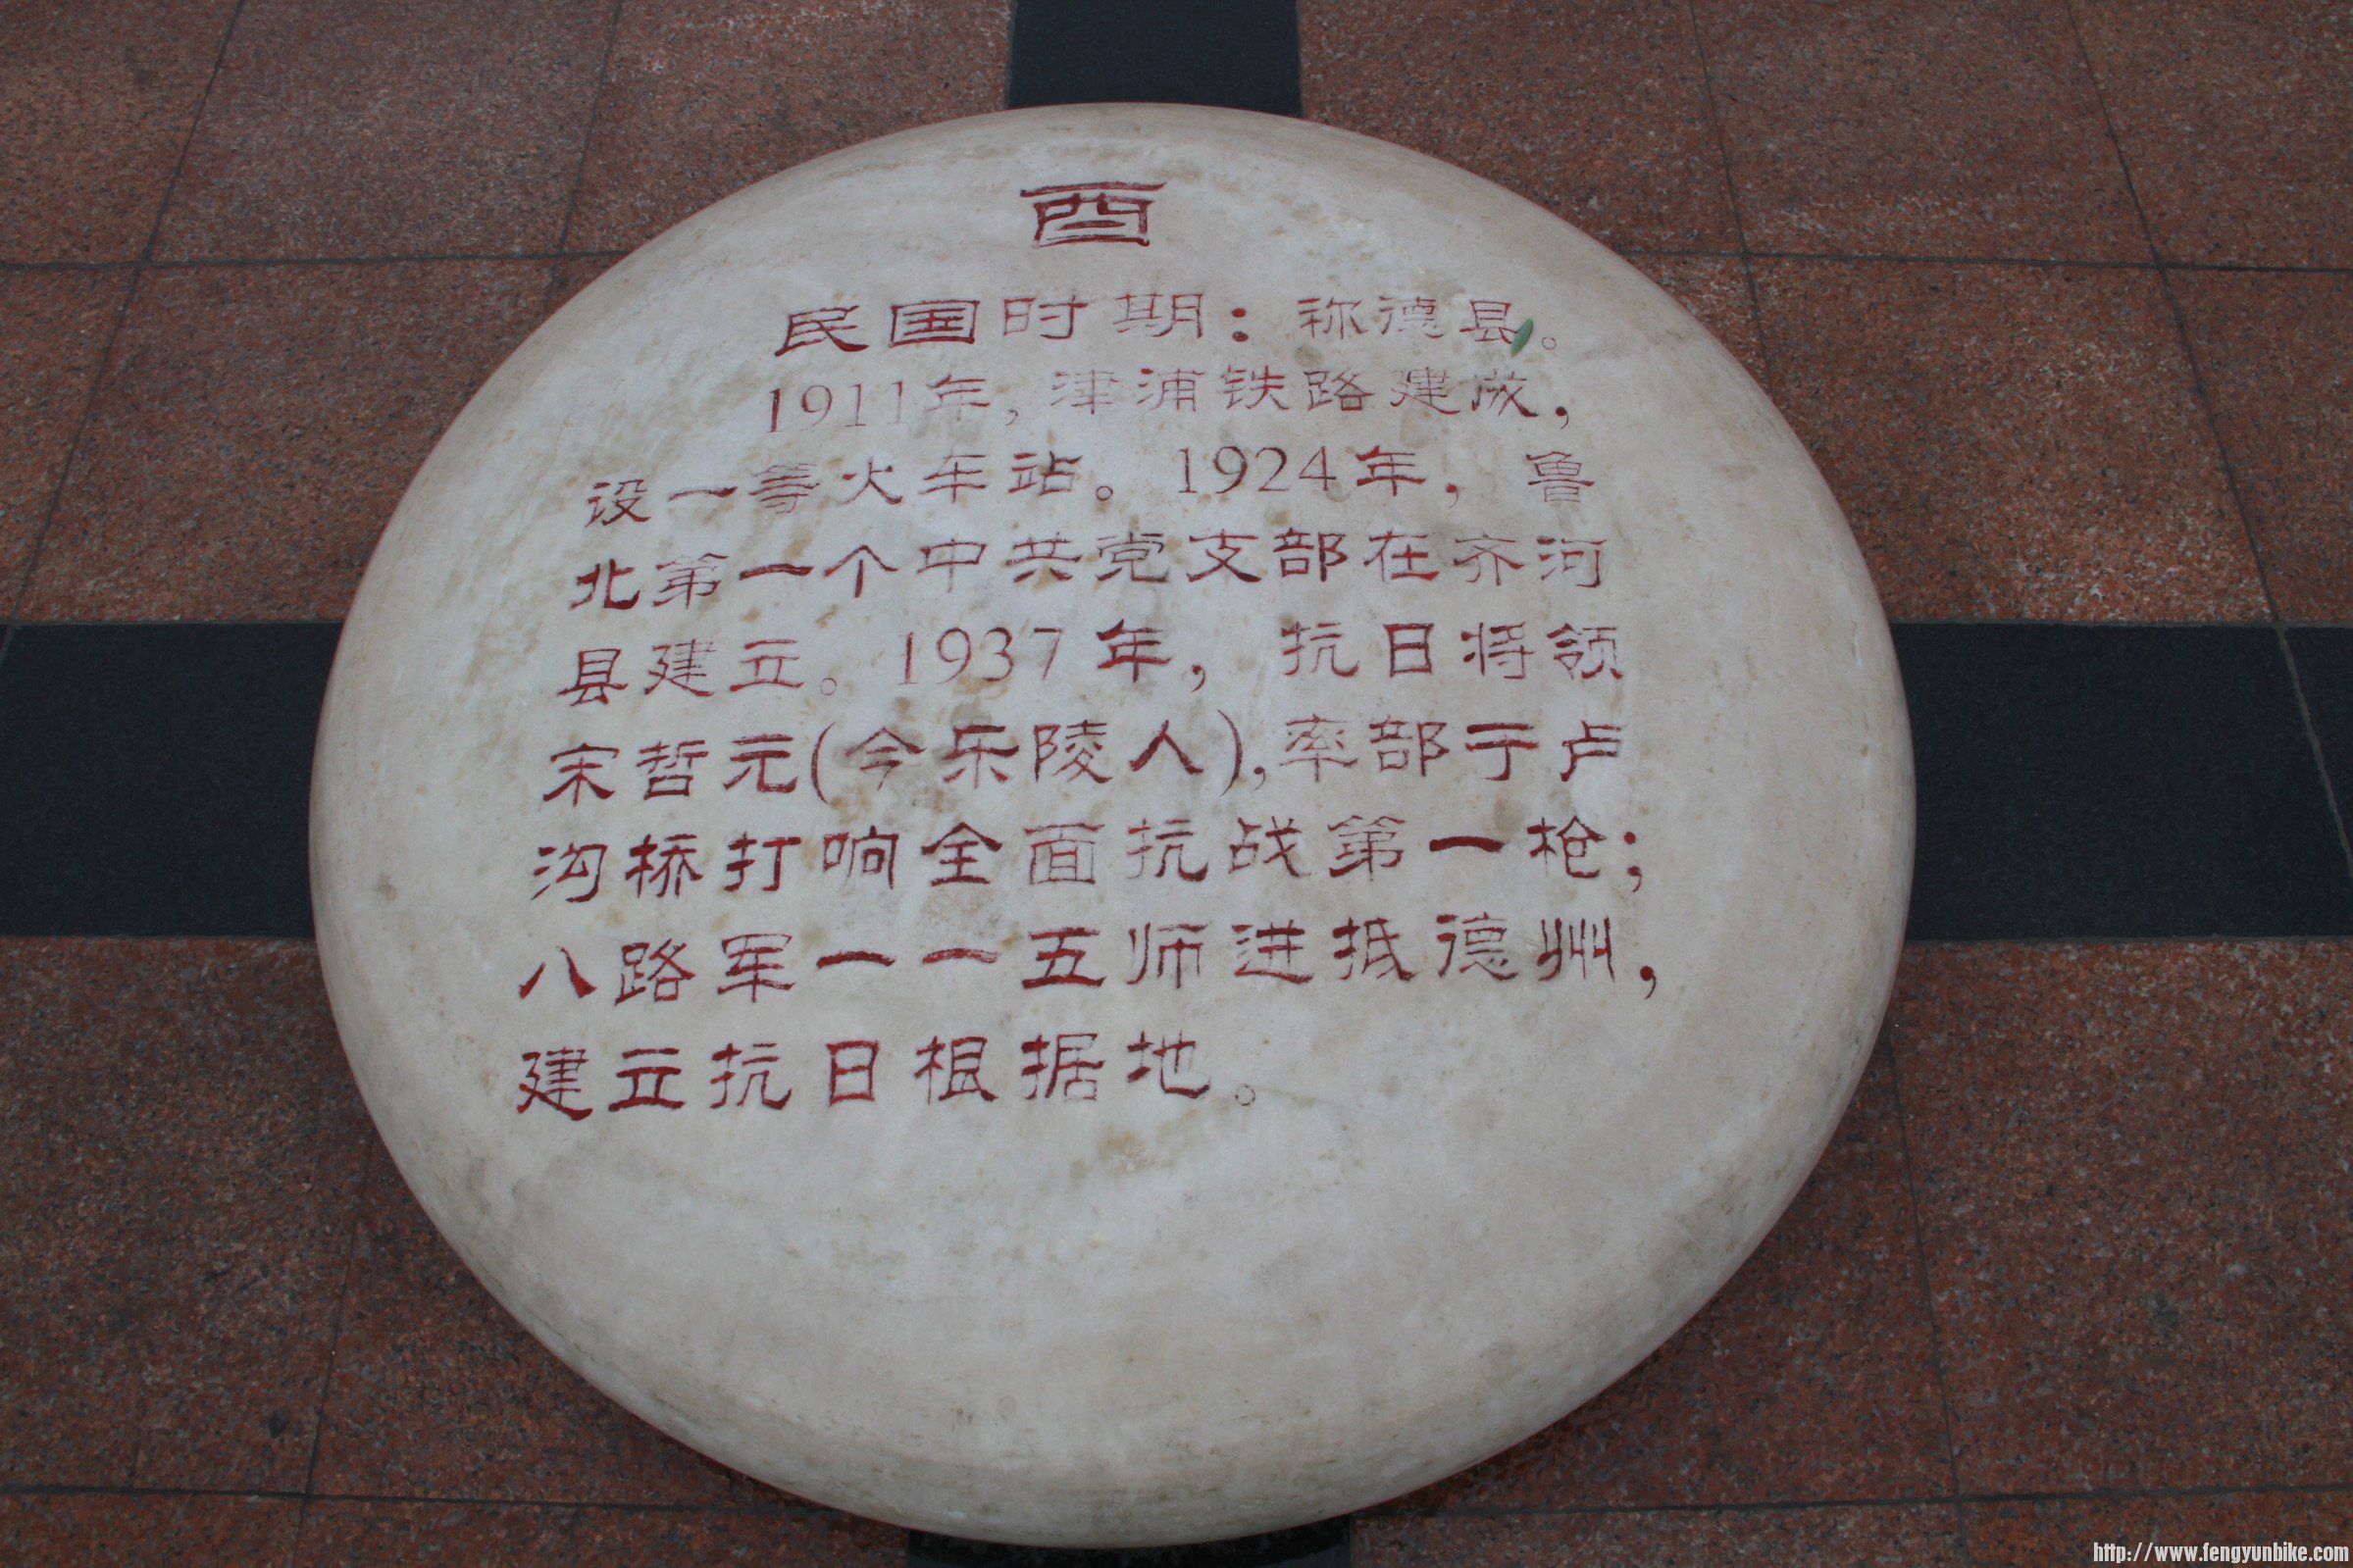 酉
民国时期：称德县。
1911年，津浦铁路建成，
设一等火车站。1924年，鲁
北第一个中共党支部在齐河
县建立。1937年，抗日将领
宋哲元(今乐陵人)，率部于卢
沟桥打响全面抗战第一枪；
八路军一一五师进抵德州，
建立抗日根据地。
http://www.fengyunbike.com